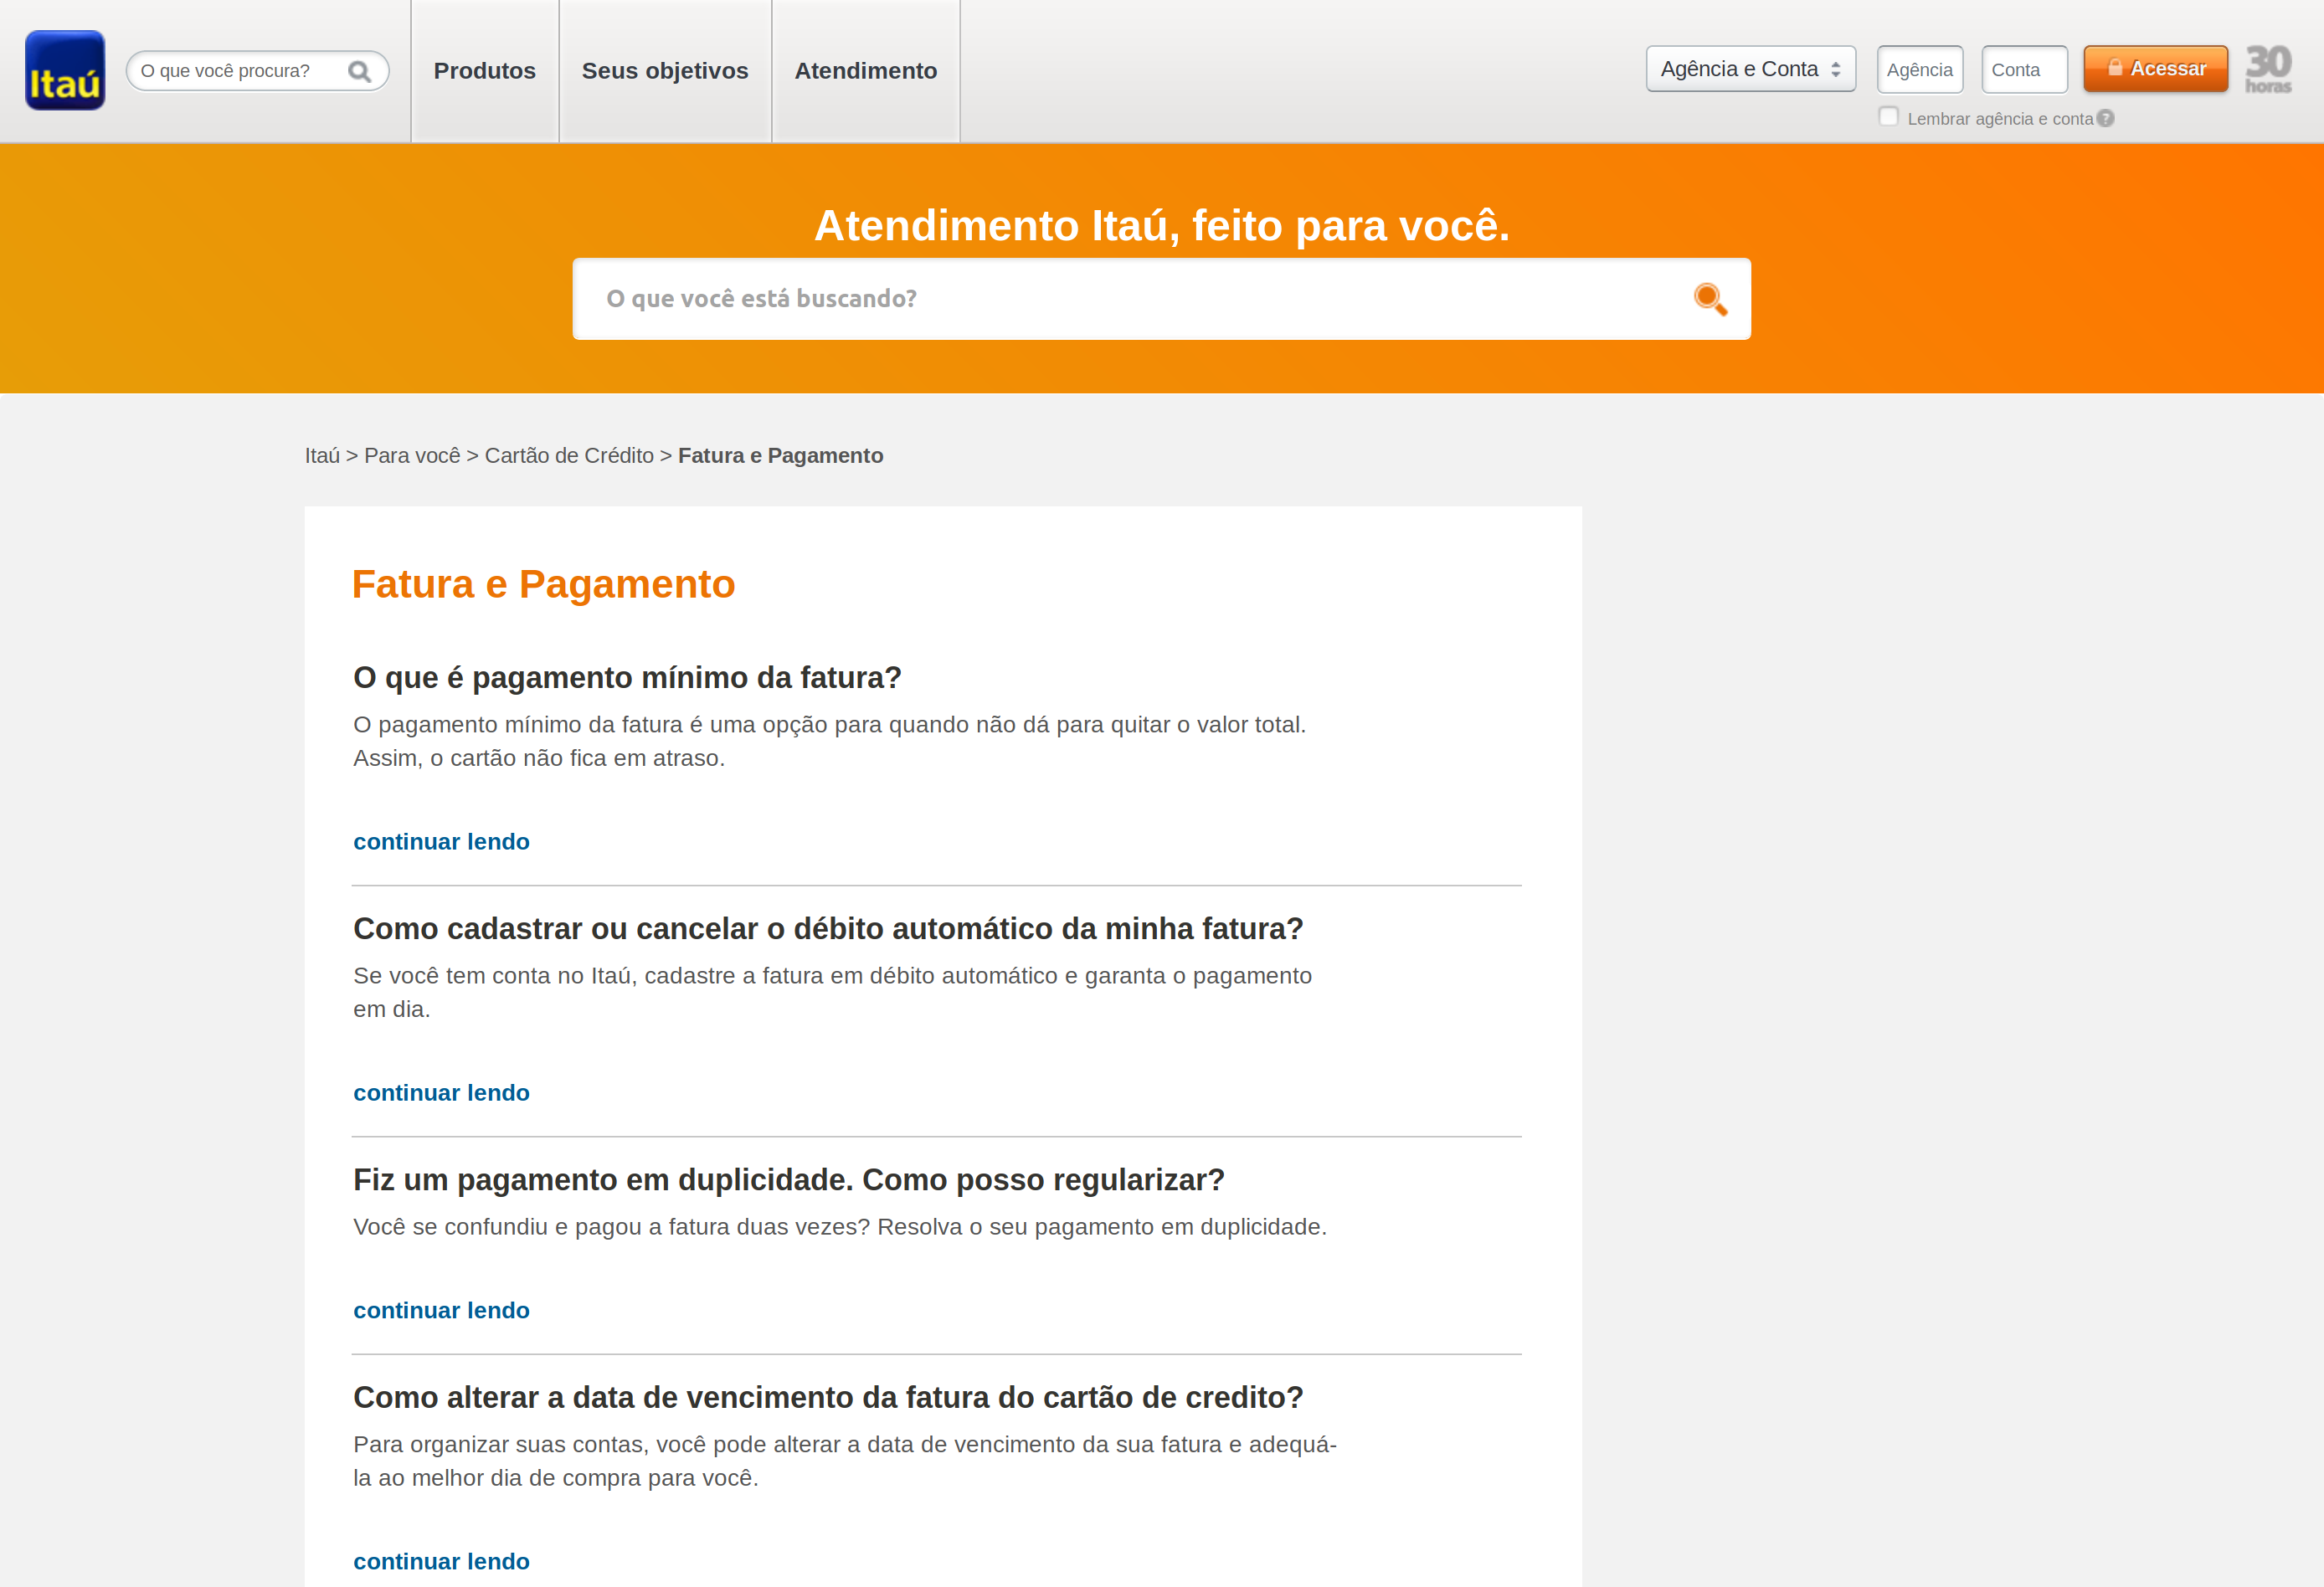 Itaú
O que você procura?
Produtos
Seus objetivos
Atendimento
Agência e Conta
Agência
Conta
Acessar
30
horas
Lembrar agência e conta ?
Atendimento Itaú, feito para você.
O que você está buscando?
Itaú > Para você > Cartão de Crédito > Fatura e Pagamento
Fatura e Pagamento
O que é pagamento mínimo da fatura?
O pagamento mínimo da fatura é uma opção para quando não dá para quitar o valor total.
Assim, o cartão não fica em atraso.
continuar lendo
Como cadastrar ou cancelar o débito automático da minha fatura?
Se você tem conta no Itaú, cadastre a fatura em débito automático e garanta o pagamento
em dia.
continuar lendo
Fiz um pagamento em duplicidade. Como posso regularizar?
Você se confundiu e pagou a fatura duas vezes? Resolva o seu pagamento em duplicidade.
continuar lendo
Como alterar a data de vencimento da fatura do cartão de credito?
Para organizar suas contas, você pode alterar a data de vencimento da sua fatura e adequá-
la ao melhor dia de compra para você.
continuar lendo